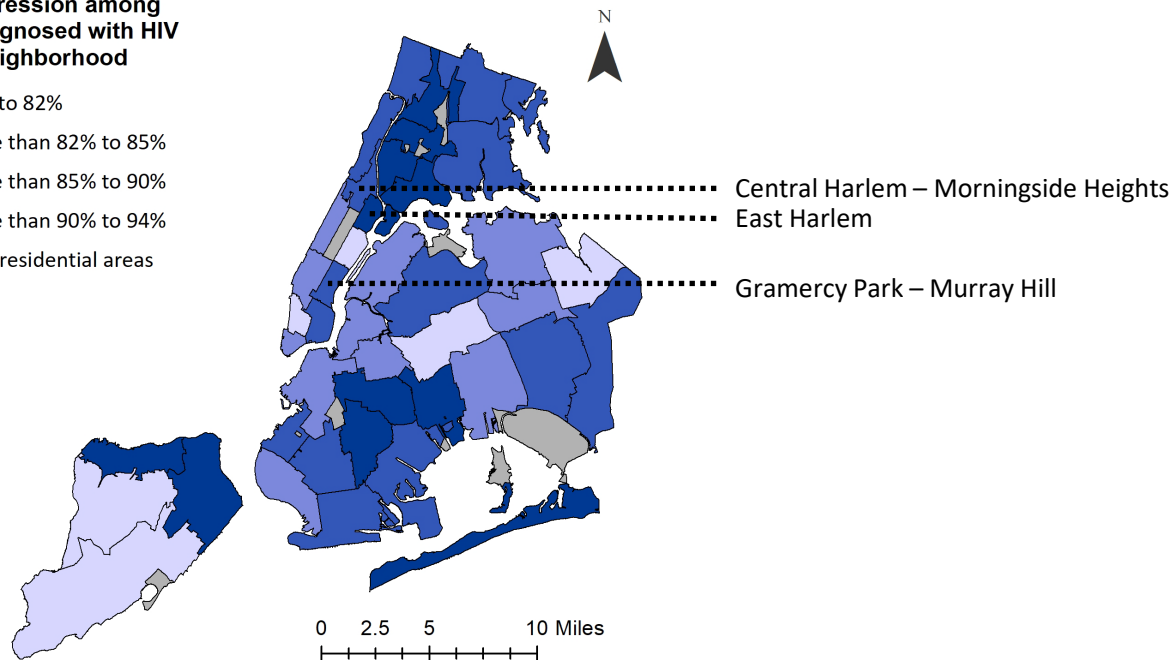 ression among
gnosed with HIV
eighborhood
to 82%
e than 82% to 85%
e than 85% to 90%
e than 90% to 94%
residential areas
N
Central Harlem – Morningside Heights
East Harlem
Gramercy Park – Murray Hill
0 2.5 5 10 Miles